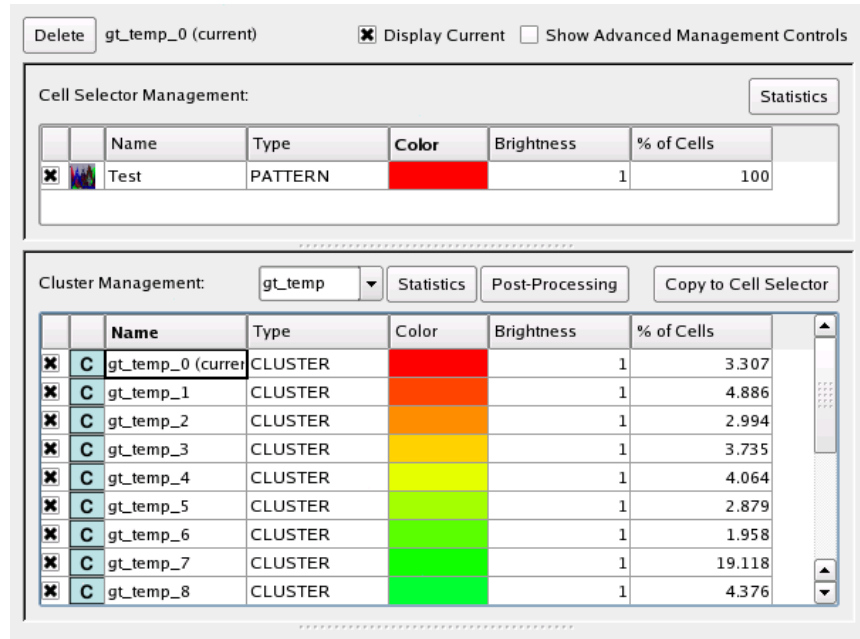 Delete gt_temp_0 (current) Display Current Show Advanced Management Controls
Cell Selector Management: Statistics
Name Type Color Brightness % of Cells
Test PATTERN 1 100
Cluster Management: gt_temp Statistics Post-Processing Copy to Cell Selector
Name Type Color Brightness % of Cells
C gt_temp_0 (currer CLUSTER 1 3.307
C gt_temp_1 CLUSTER 1 4.886
C gt_temp_2 CLUSTER 1 2.994
C gt_temp_3 CLUSTER 1 3.735
C gt_temp_4 CLUSTER 1 4.064
C gt_temp_5 CLUSTER 1 2.879
C gt_temp_6 CLUSTER 1 1.958
C gt_temp_7 CLUSTER 1 19.118
C gt_temp_8 CLUSTER 1 4.376